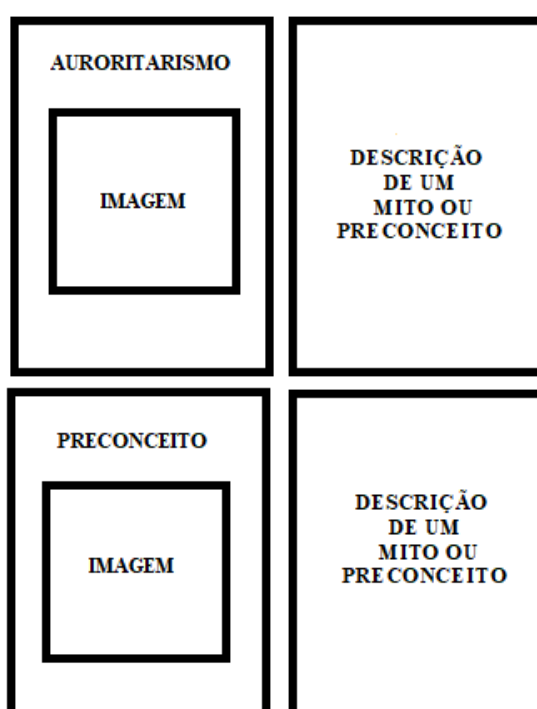 AURORITARISMO
IMAGEM
DESCRIÇÃO
DE UM
MITO OU
PRECONCEITO
PRECONCEITO
IMAGEM
DESCRIÇÃO
DE UM
MITO OU
PRECONCEITO